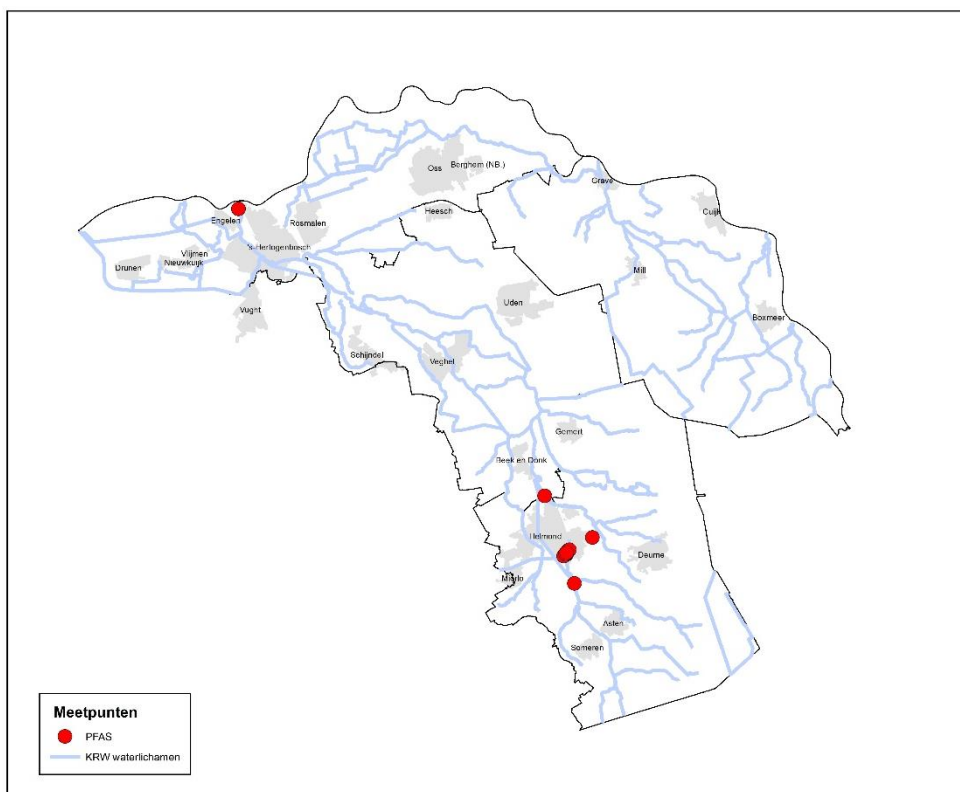 Oss
Berghem (NB.)
Grave
Cuijk
Heesch
Engelen
Rosmalen
's-Hertogenbosch
Vlijmen
Nieuwkuijk
Drunen
Mill
Uden
Vught
Boxmeer
Schijndel
Veghel
Gemert
Beek en Donk
Helmond
Deurne
Mierlo
Asten
Someren
Meetpunten
PFAS
KRW waterlichamen